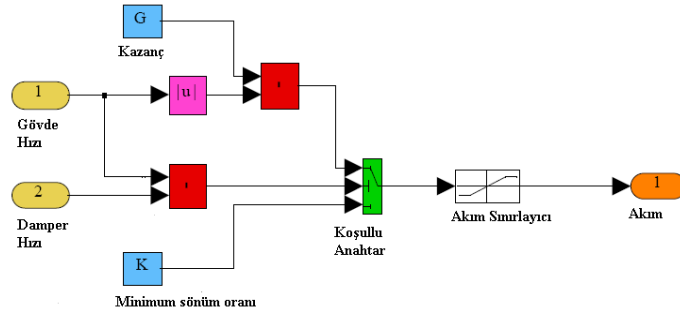 G
Kazanç
1
Gövde
Hızı
|u|
2
Damper
Hızı
K
Minimum sönüm oranı
Koşullu
Anahtar
Akım Sınırlayıcı
1
Akım